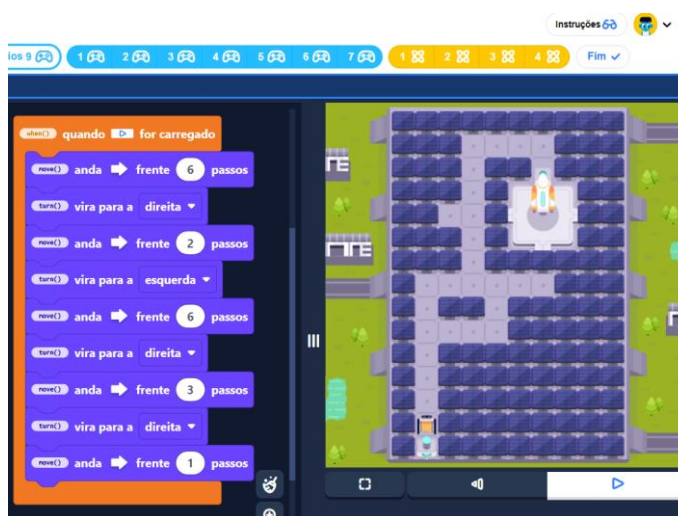 Instruções
ios 9 1 2 3 4 5 6 7 1 2 3 4 Fim
when() quando for carregado
move() anda frente 6 passos
turn() vira para a direita
move() anda frente 2 passos
turn() vira para a esquerda
move() anda frente 6 passos
turn() vira para a direita
move() anda frente 3 passos
turn() vira para a direita
move() anda frente 1 passos